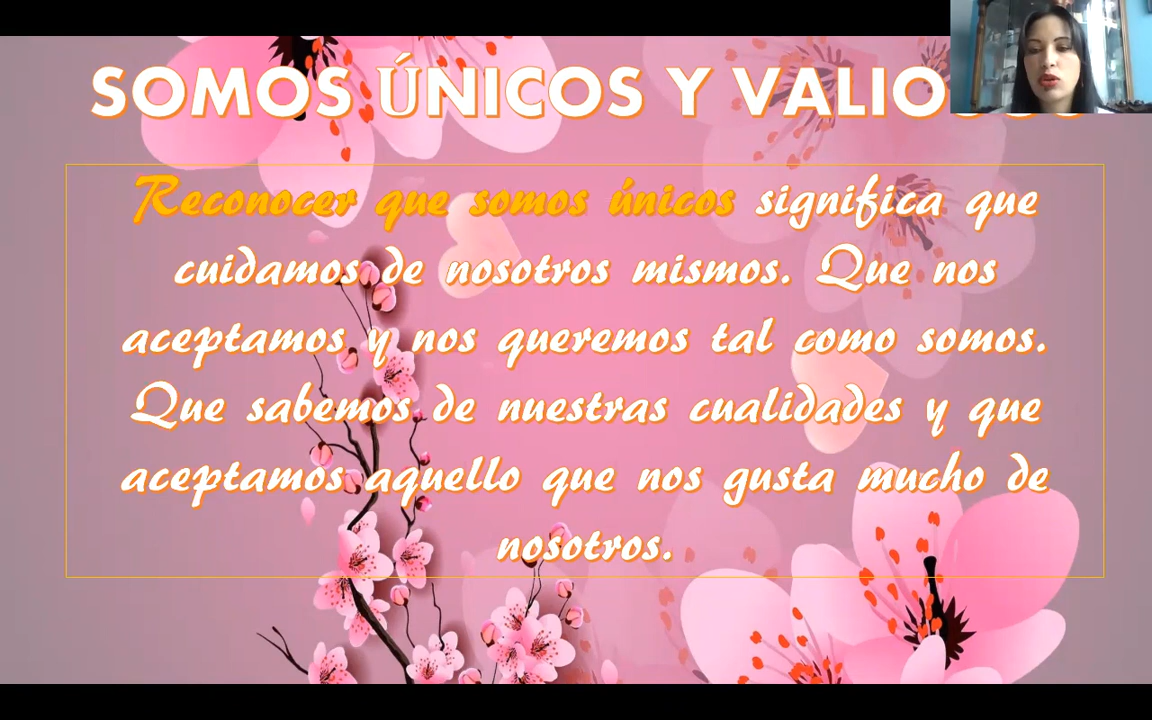 SOMOS ÚNICOS Y
Reconocer que somos únicos significa que
cuidamos de nosotros mismos. Que nos
aceptamos y nos queremos tal como somos.
Que sabemos de nuestras cualidades y que
aceptamos aquello que nos gusta mucho de
nosotros.